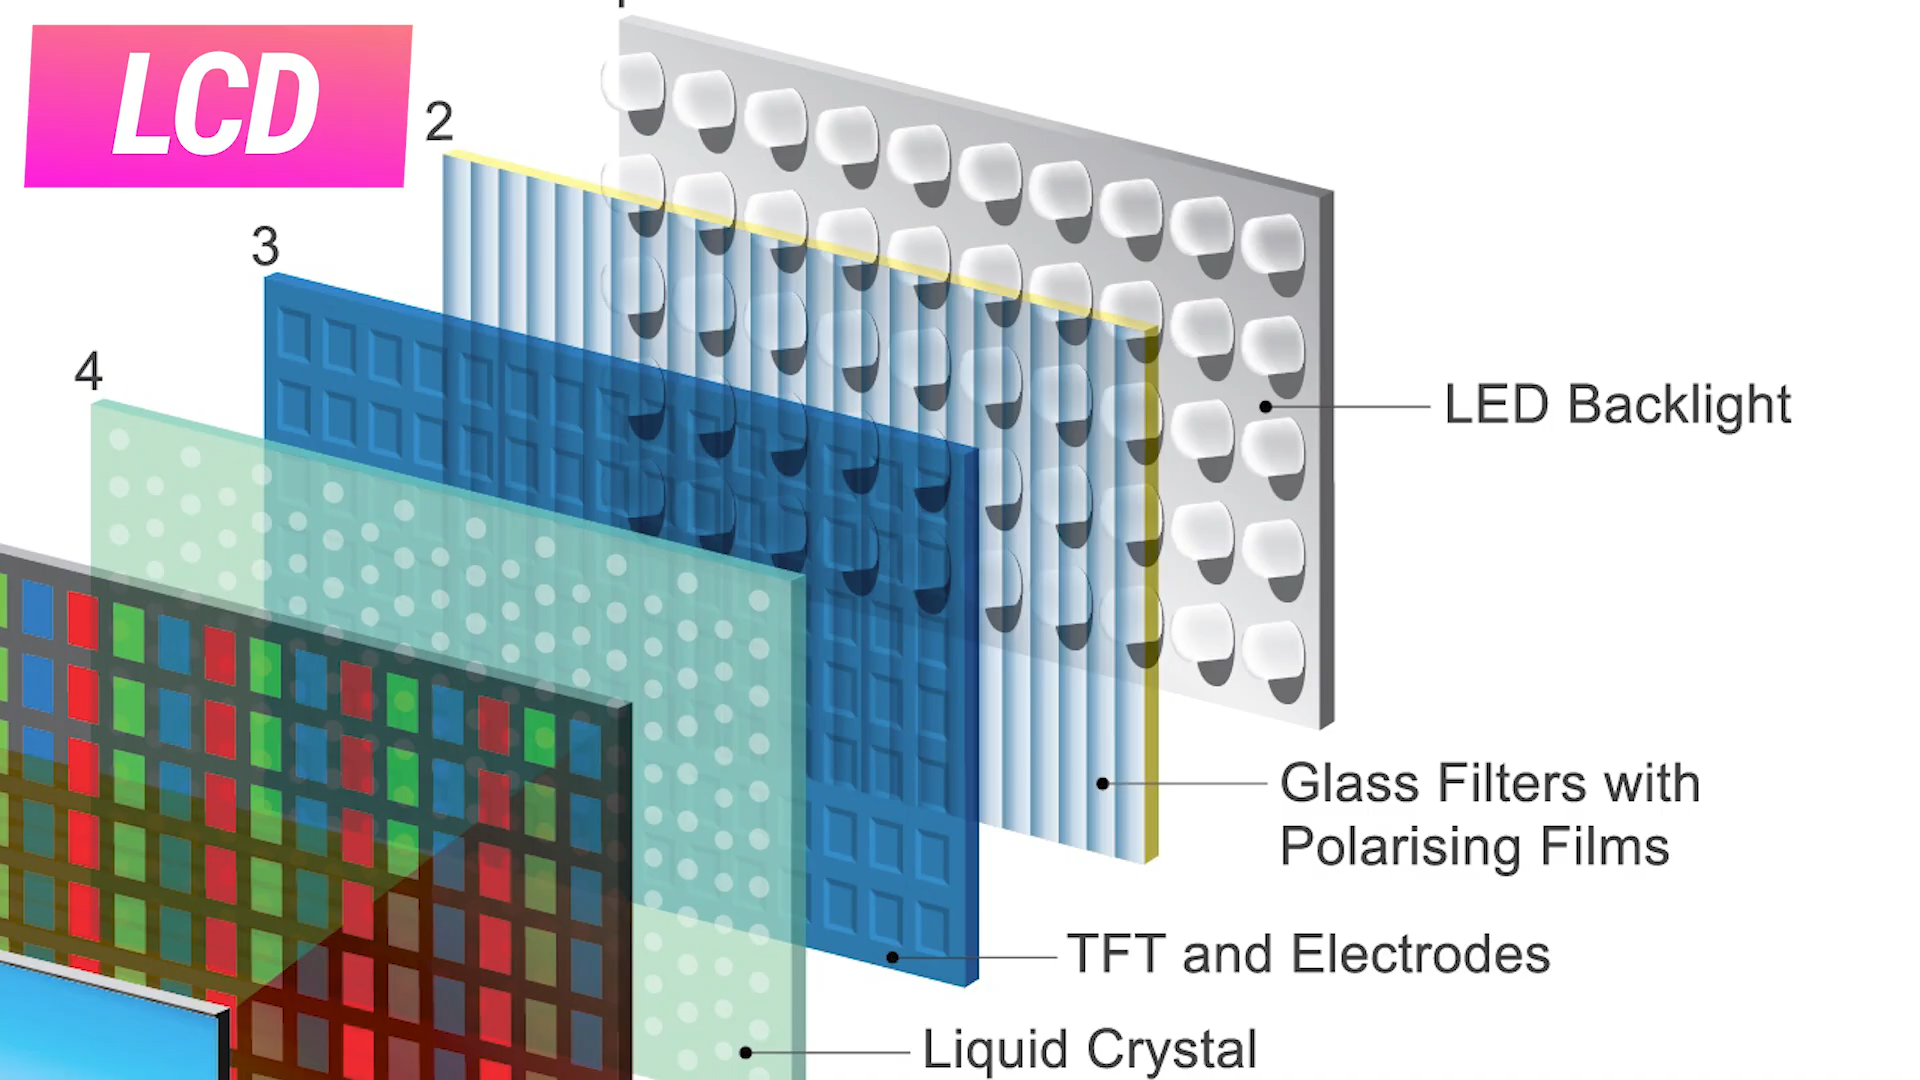 LCD
2
3
4
LED Backlight
Glass Filters with
Polarising Films
TFT and Electrodes
Liquid Crystal